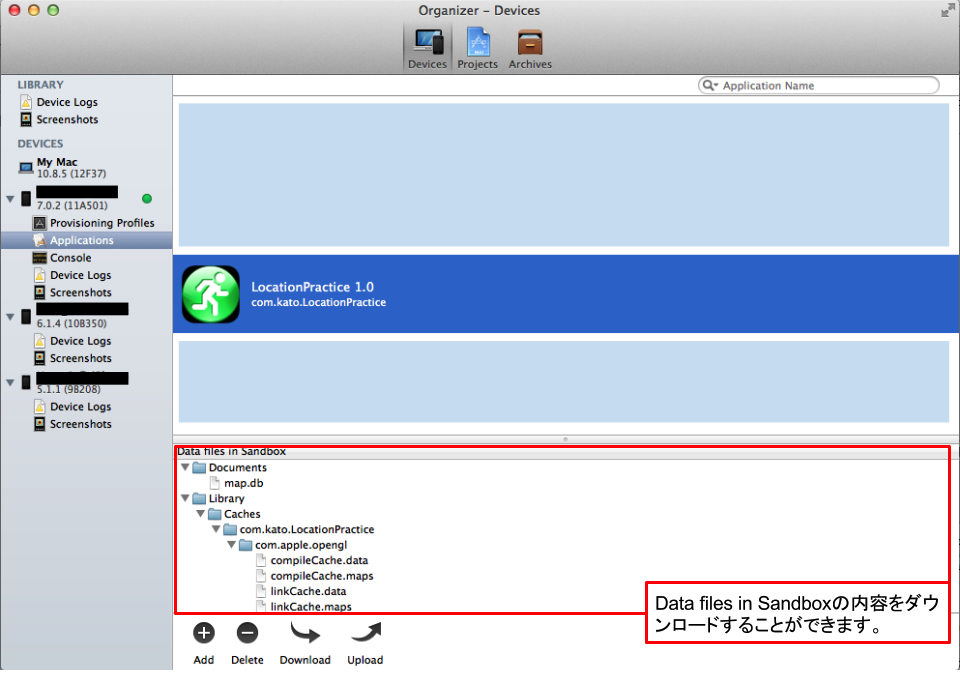 Organizer – Devices
Devices Projects Archives
LIBRARY
Application Name
Device Logs
Screenshots
DEVICES
My Mac
10.8.5 (12F37)
7.0.2 (11A501)
Provisioning Profiles
Applications
Console
Device Logs
Screenshots
6.1.4 (10B350)
Device Logs
Screenshots
5.1.1 (9B208)
Device Logs
Screenshots
LocationPractice 1.0
com.kato.LocationPractice
Data files in Sandbox
Documents
map.db
Library
Caches
com.kato.LocationPractice
com.apple.opengl
compileCache.data
compileCache.maps
linkCache.data
linkCache.maps
Data files in Sandboxの内容をダウ
ンロードすることができます。
Add Delete Download Upload